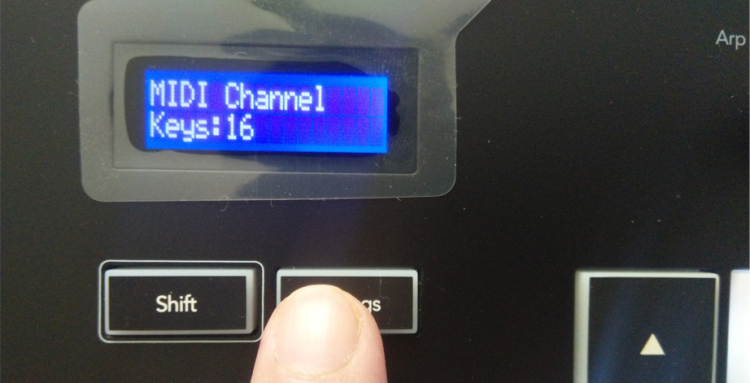 Arp
MIDI Channel
Keys:16
Shift